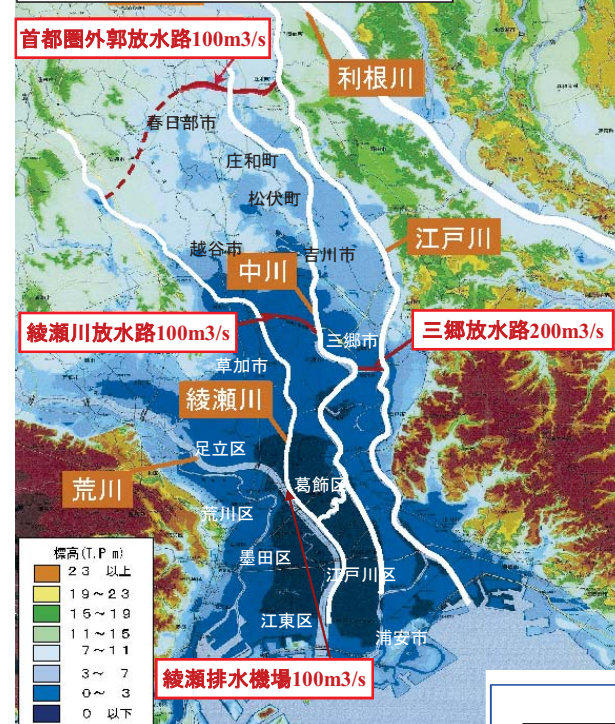 首都圏外郭放水路100m3/s
利根川
春日部市
庄和町
松伏町
江戸川
越谷市
吉川市
中川
綾瀬川放水路100m3/s
三郷市
三郷放水路200m3/s
草加市
綾瀬川
足立区
荒川
葛飾区
荒川区
墨田区
江戸川区
江東区
浦安市
綾瀬排水機場100m3/s
標高(T.P m)
23 以上
19～23
15～19
11～15
7～11
3～ 7
0～ 3
0 以下